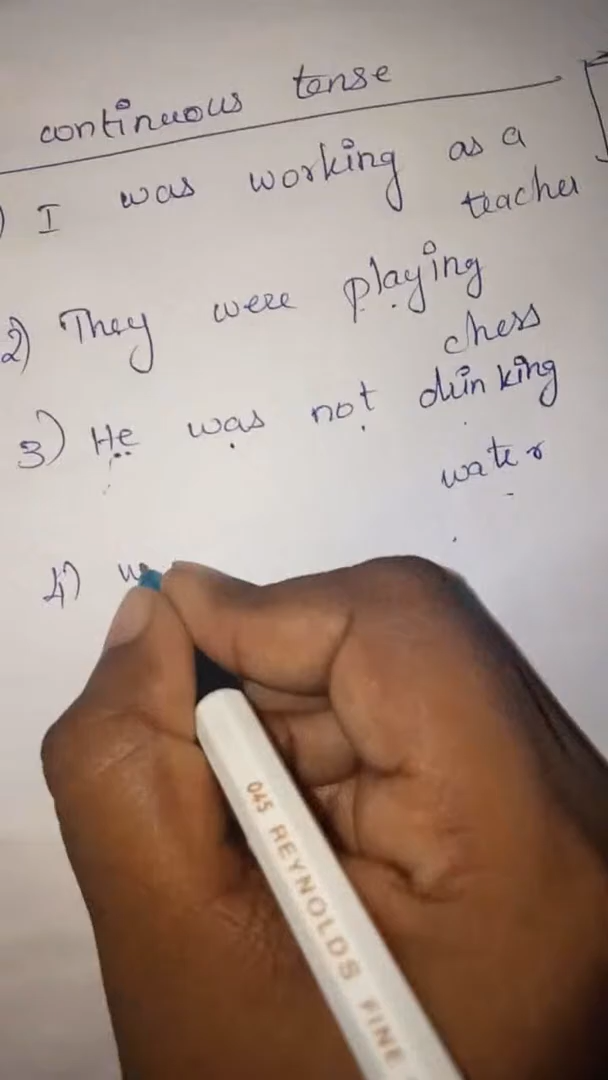 continuous tense
) I was working as a
teacher
2) They were playing
chess
3) He was not drinking
water
4) w
045 REYNOLDS FINE